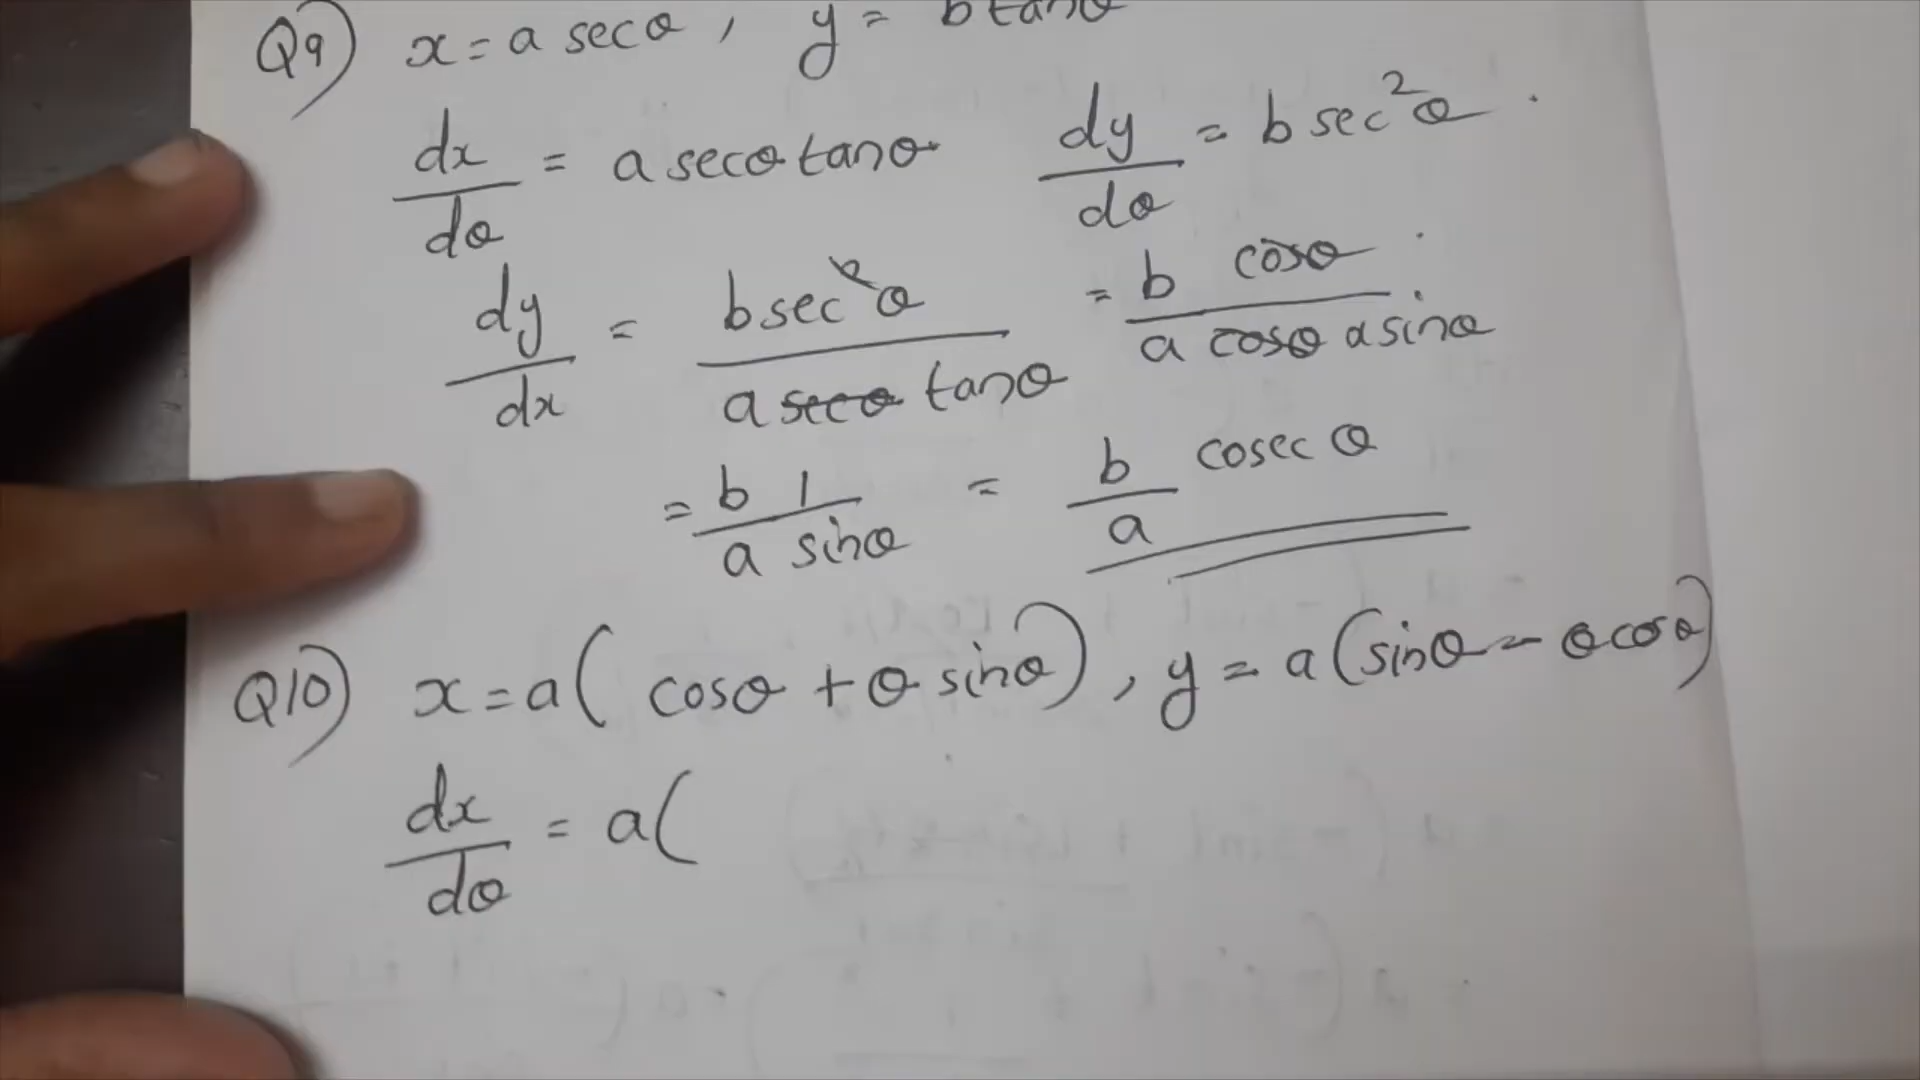 Q9) x = a secθ, y = b tanθ
dx/dθ = a secθ tanθ dy/dθ = b sec²θ
dy/dx = b sec²θ / a secθ tanθ = b cosθ / a cosθ sinθ
= b 1 / a sinθ = b/a cosec θ
Q10) x = a( cosθ + θ sinθ ), y = a( sinθ - θ cosθ )
dx/dθ = a(